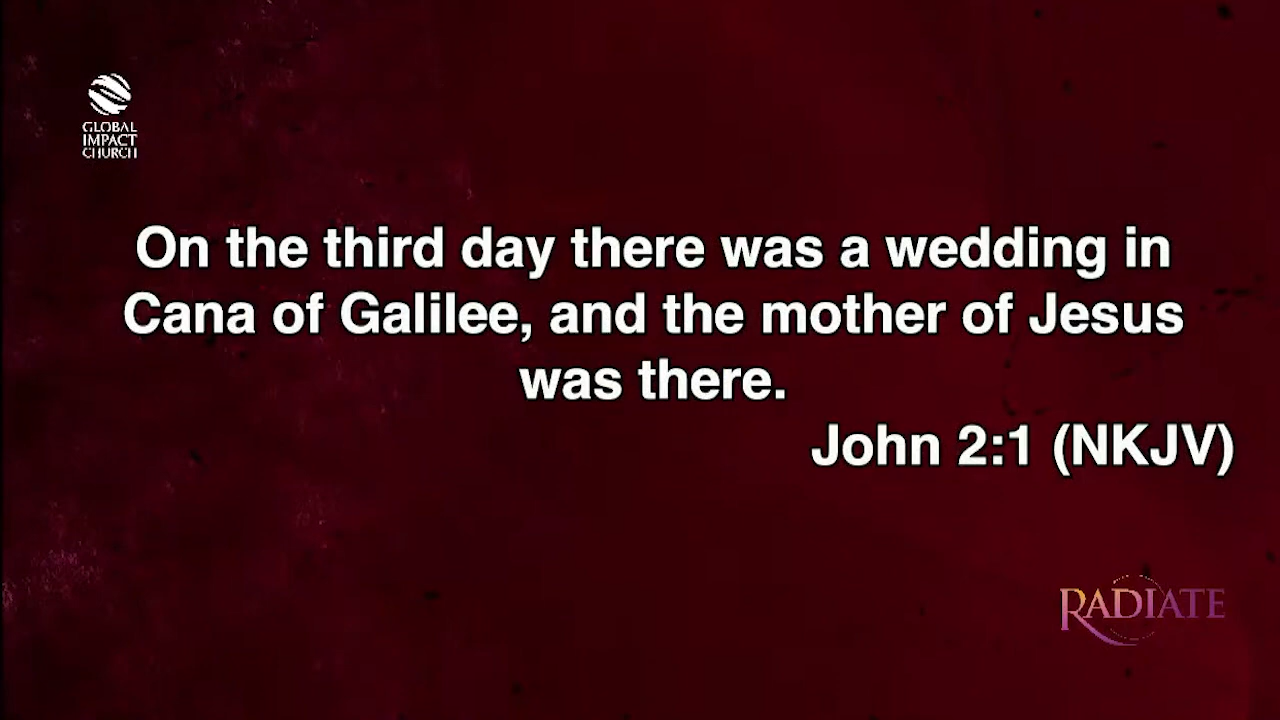 GLOBAL
IMPACT
CHURCH
On the third day there was a wedding in
Cana of Galilee, and the mother of Jesus
was there.
John 2:1 (NKJV)
RADIATE